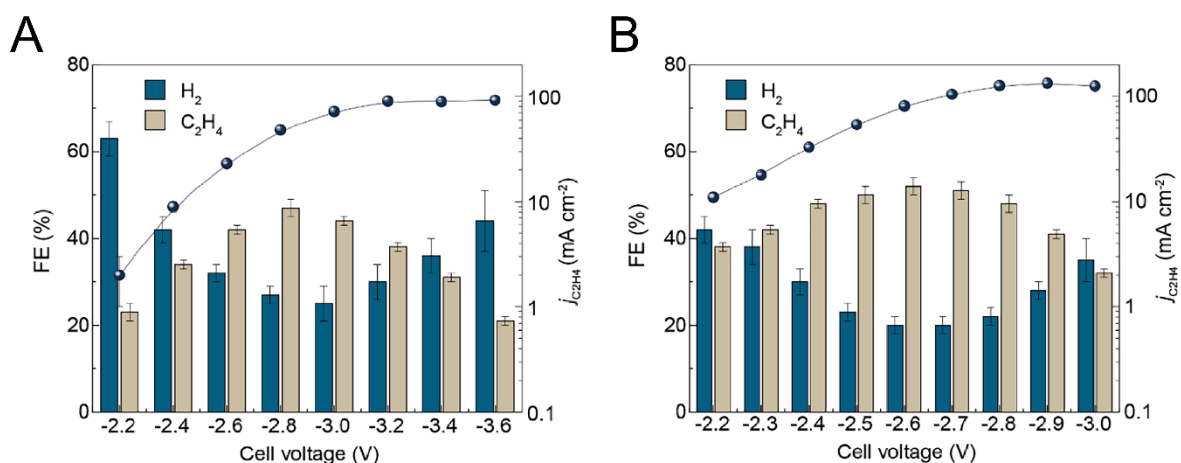 A
80
60
40
20
0
FE (%)
H2
C2H4
100
10
1
0.1
jC2H4 (mA cm-2)
-2.2 -2.4 -2.6 -2.8 -3.0 -3.2 -3.4 -3.6
Cell voltage (V)
B
80
60
40
20
0
FE (%)
H2
C2H4
100
10
1
0.1
jC2H4 (mA cm-2)
-2.2 -2.3 -2.4 -2.5 -2.6 -2.7 -2.8 -2.9 -3.0
Cell voltage (V)